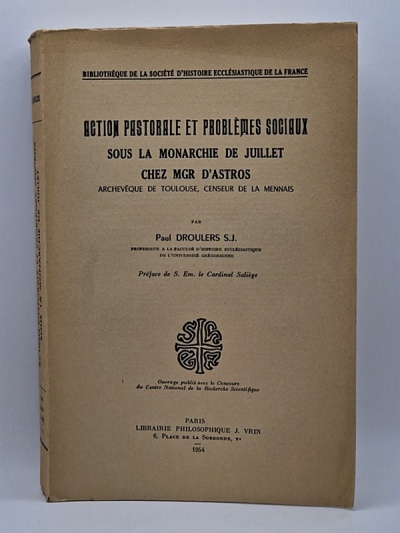 BIBLIOTHÈQUE DE LA SOCIÉTÉ D'HISTOIRE ECCLÉSIASTIQUE DE LA FRANCE
ACTION PASTORALE ET PROBLÈMES SOCIAUX
SOUS LA MONARCHIE DE JUILLET
CHEZ MGR D'ASTROS
ARCHEVÊQUE DE TOULOUSE, CENSEUR DE LA MENNAIS
PAR
Paul DROULERS S.J.
PROFESSEUR A LA FACULTÉ D'HISTOIRE ECCLÉSIASTIQUE
DE L'UNIVERSITÉ GRÉGORIENNE
Préface de S. Em. le Cardinal Saliège
Ouvrage publié avec le Concours
du Centre National de la Recherche Scientifique
PARIS
LIBRAIRIE PHILOSOPHIQUE J. VRIN
6, PLACE DE LA SORBONNE, Ve
1954